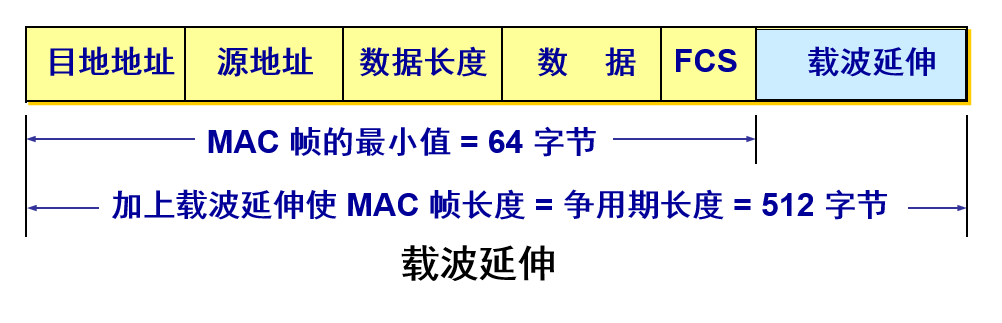 目地地址 源地址 数据长度 数 据 FCS 载波延伸
MAC 帧的最小值 = 64 字节
加上载波延伸使 MAC 帧长度 = 争用期长度 = 512 字节
载波延伸